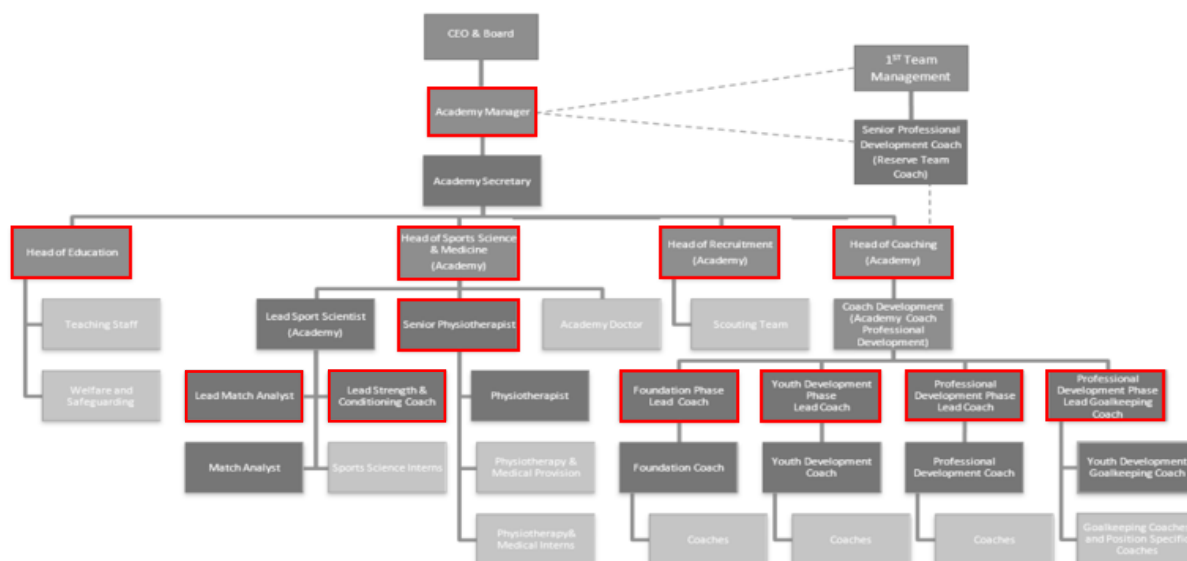 CEO & Board
1ST Team
Management
Academy Manager
Senior Professional
Development Coach
(Reserve Team
Coach)
Academy Secretary
Head of Education
Head of Sports Science
& Medicine
(Academy)
Head of Recruitment
(Academy)
Head of Coaching
(Academy)
Teaching Staff
Lead Sport Scientist
(Academy)
Senior Physiotherapist
Academy Doctor
Scouting Team
Coach Development
(Academy Coach
Professional
Development)
Welfare and
Safeguarding
Lead Match Analyst
Lead Strength &
Conditioning Coach
Physiotherapist
Foundation Phase
Lead Coach
Youth Development
Phase
Lead Coach
Professional
Development Phase
Lead Coach
Professional
Development Phase
Lead Goalkeeping
Coach
Match Analyst
Sports Science Interns
Physiotherapy &
Medical Provision
Foundation Coach
Youth Development
Coach
Professional
Development Coach
Youth Development
Goalkeeping Coach
Physiotherapy&
Medical Interns
Coaches
Coaches
Coaches
Goalkeeping Coaches
and Position Specific
Coaches